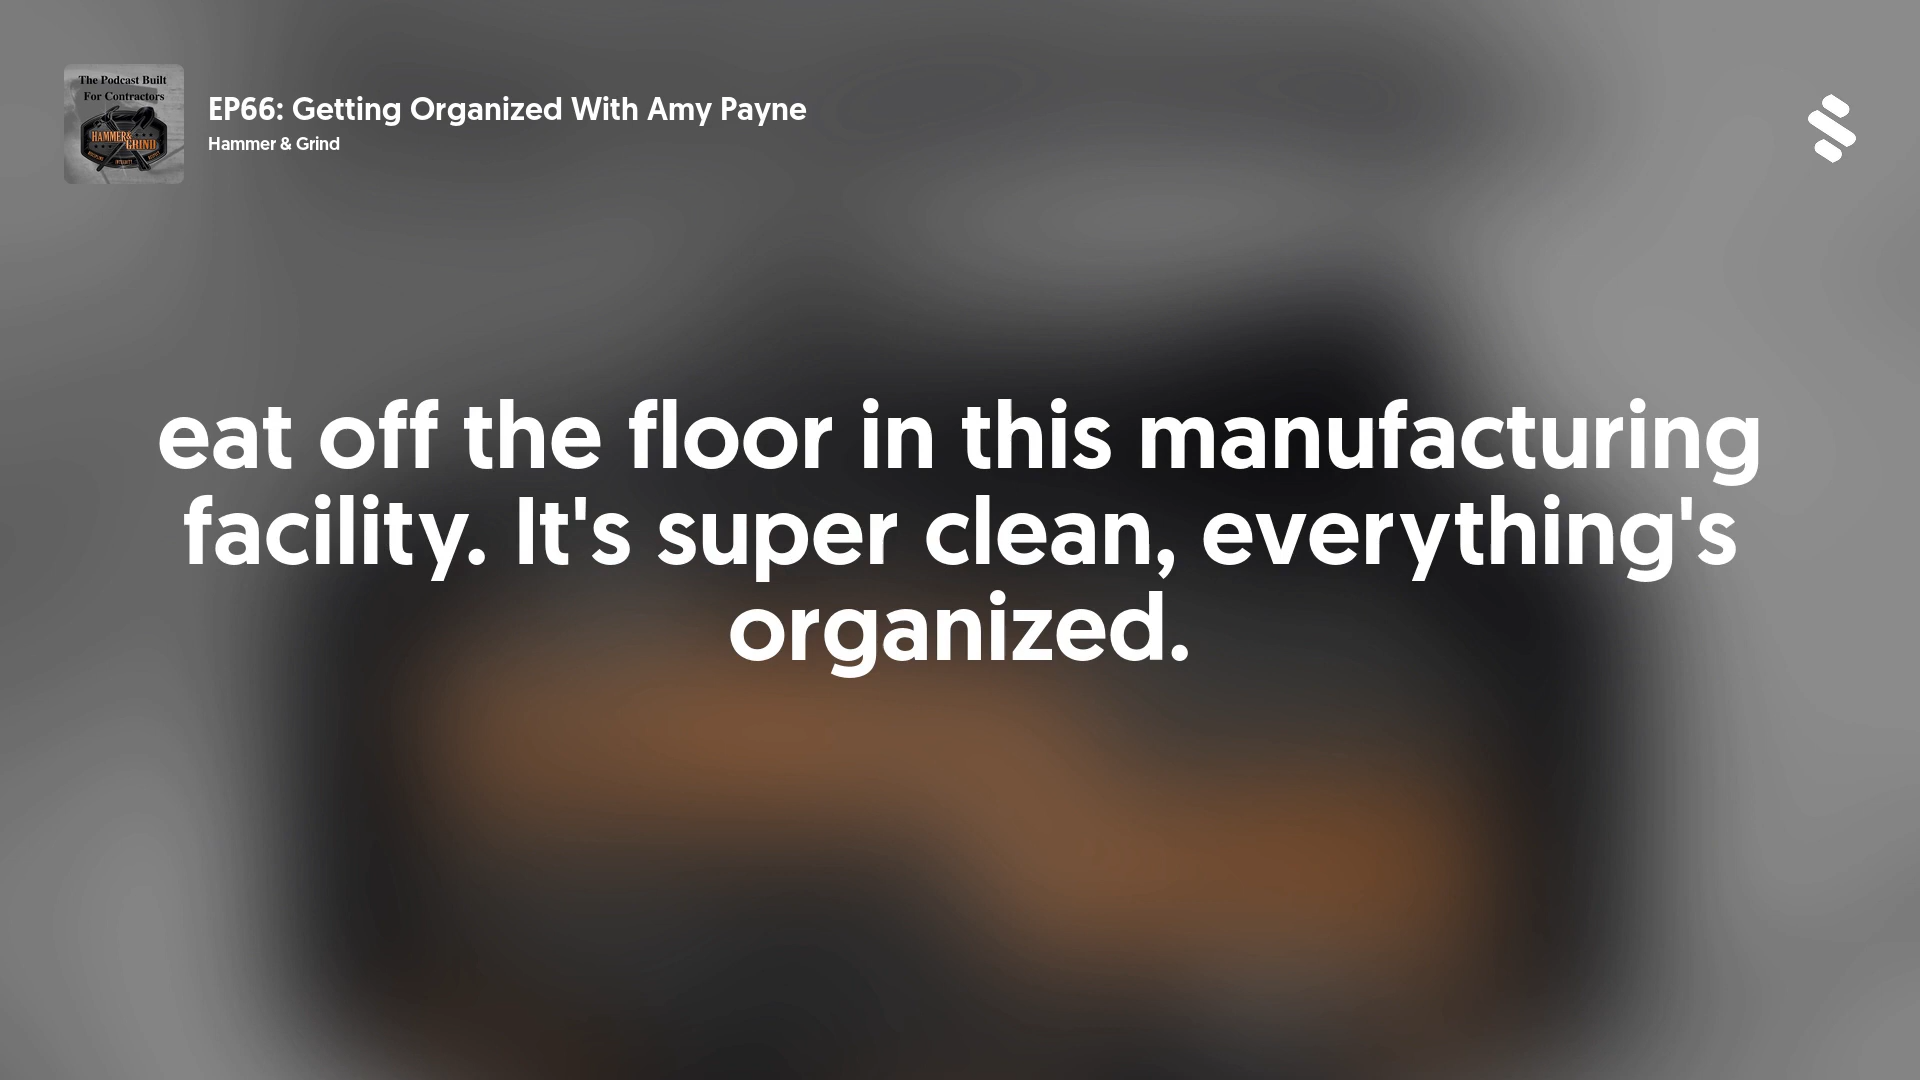 The Podcast Built
For Contractors
HAMMER &
GRIND
EP66: Getting Organized With Amy Payne
Hammer & Grind
eat off the floor in this manufacturing
facility. It's super clean, everything's
organized.